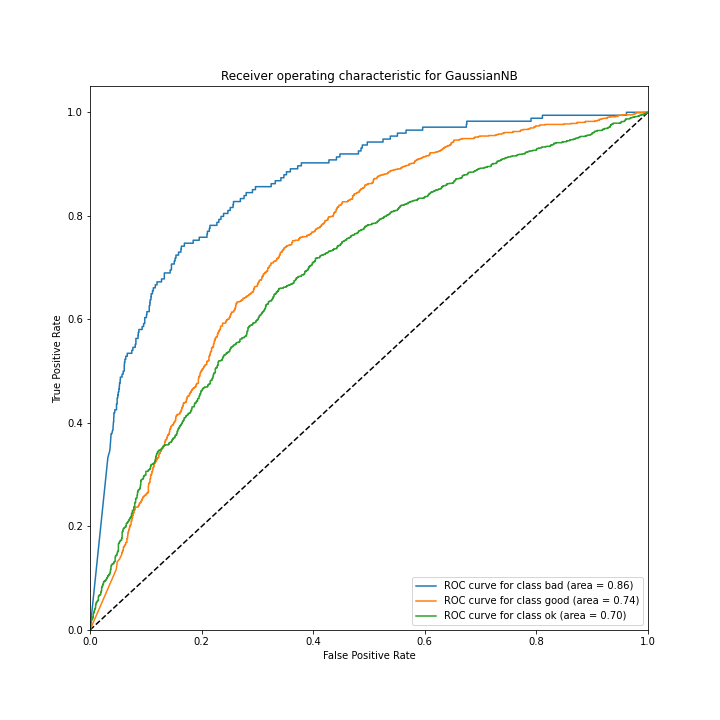 Receiver operating characteristic for GaussianNB
True Positive Rate
1.0
0.8
0.6
0.4
0.2
0.0
ROC curve for class bad (area = 0.86)
ROC curve for class good (area = 0.74)
ROC curve for class ok (area = 0.70)
0.0 0.2 0.4 0.6 0.8 1.0
False Positive Rate